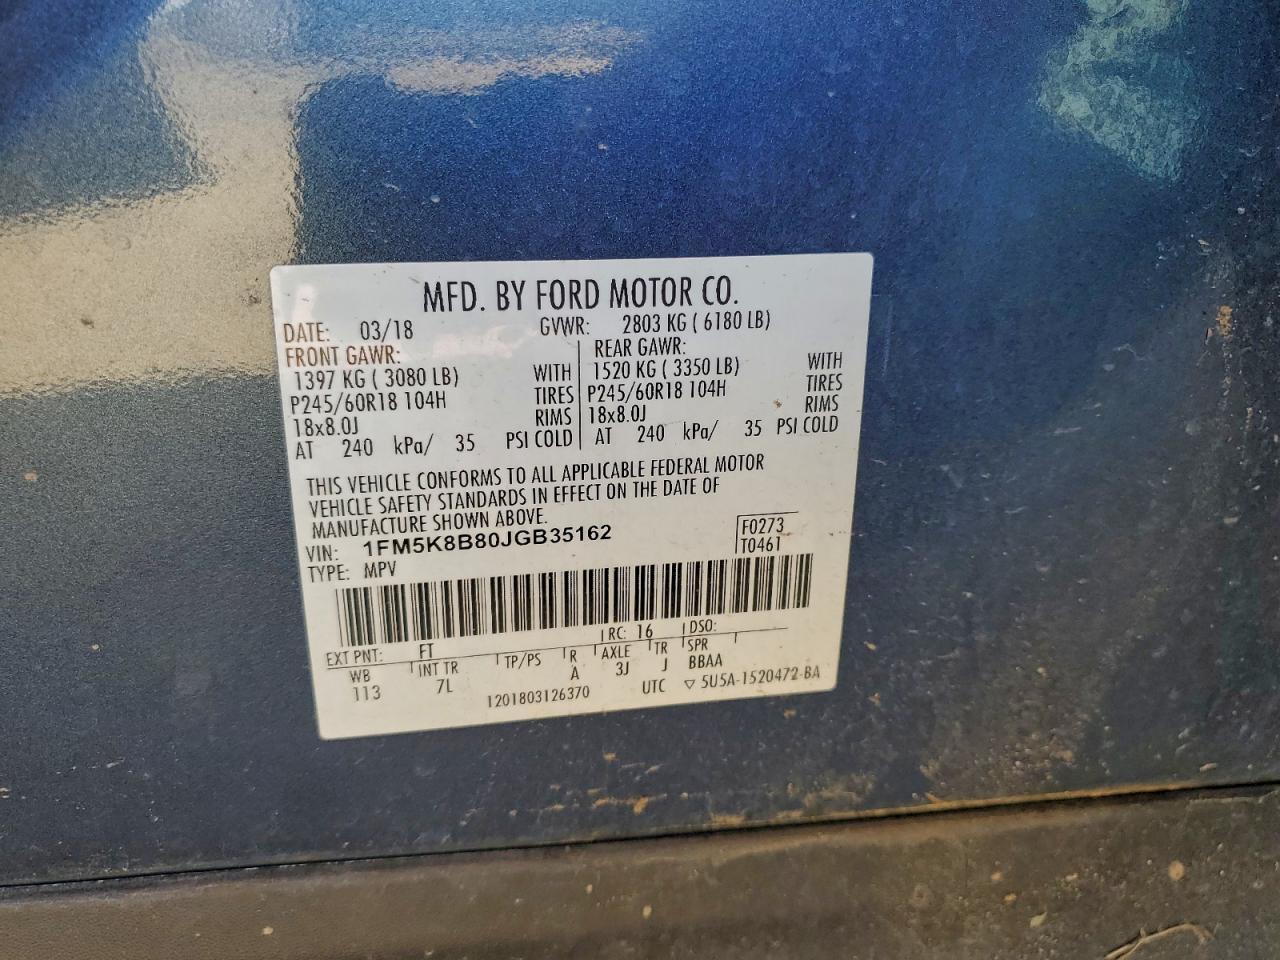 MFD. BY FORD MOTOR CO.
DATE: 03/18 GVWR: 2803 KG ( 6180 LB)
FRONT GAWR: REAR GAWR:
1397 KG ( 3080 LB) WITH 1520 KG ( 3350 LB) WITH
P245/60R18 104H TIRES P245/60R18 104H TIRES
18x8.0J RIMS 18x8.0J RIMS
AT 240 kPa/ 35 PSI COLD AT 240 kPa/ 35 PSI COLD
THIS VEHICLE CONFORMS TO ALL APPLICABLE FEDERAL MOTOR
VEHICLE SAFETY STANDARDS IN EFFECT ON THE DATE OF
MANUFACTURE SHOWN ABOVE.
VIN: 1FM5K8B80JGB35162 F0273
TYPE: MPV T0461
EXT PNT: FT RC: 16 DSO:
WB INT TR TP/PS R AXLE TR SPR
113 7L A 3J J BBAA
1201803126370 UTC ▽ 5U5A-1520472-BA